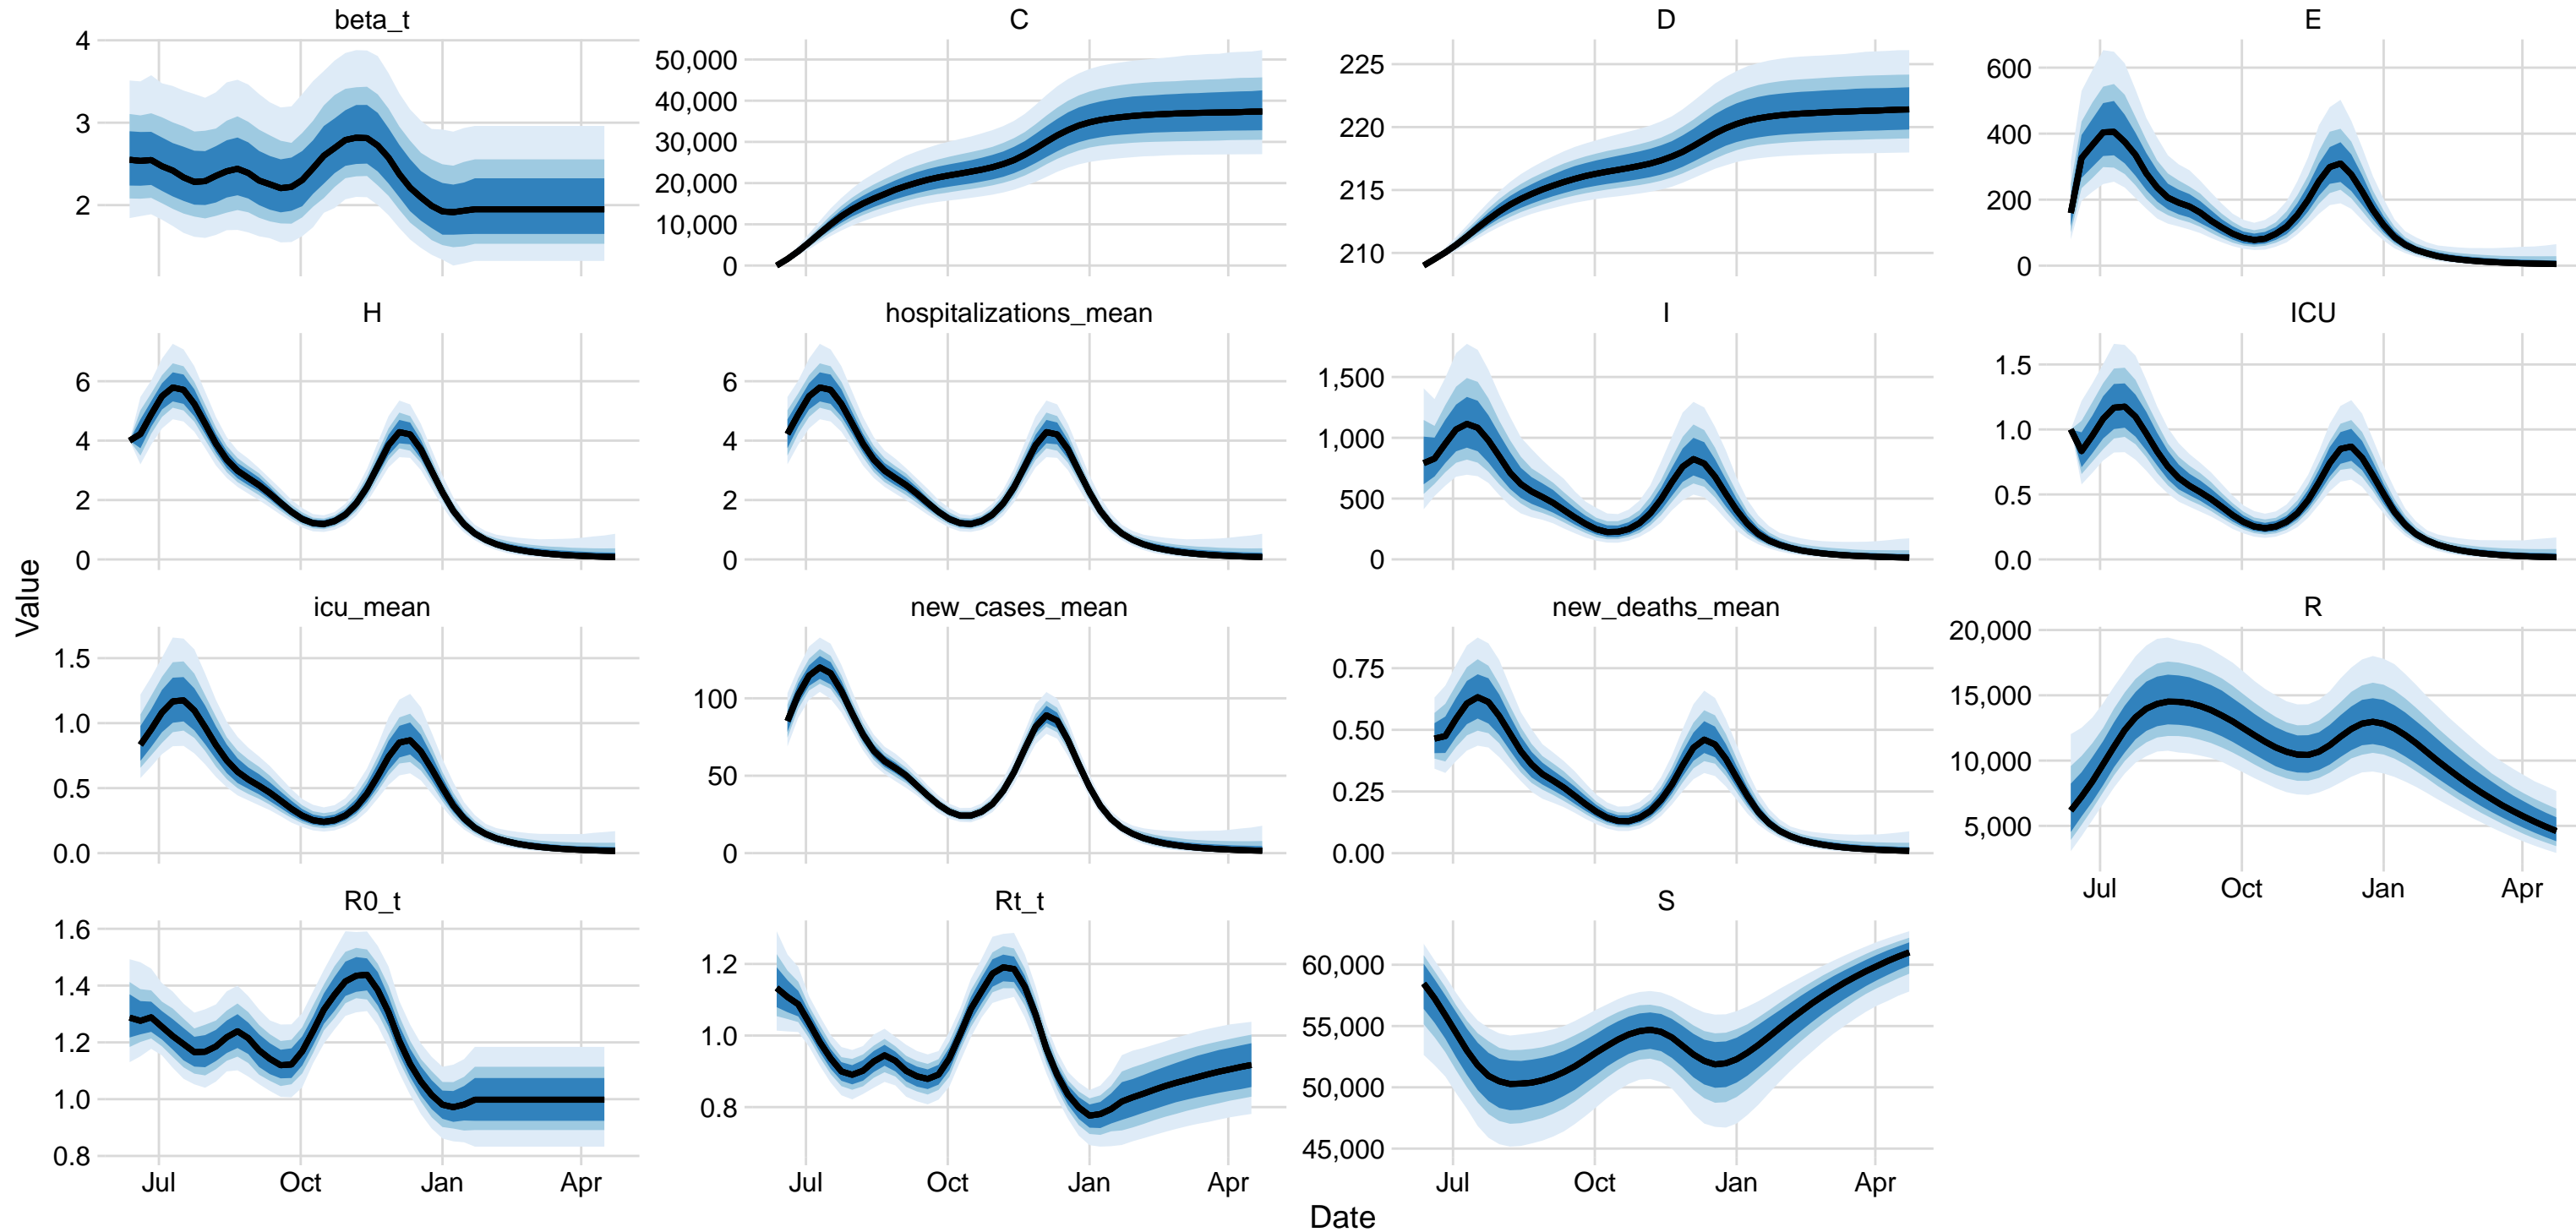 beta_t
C
D
E
4
3
2
50,000
40,000
30,000
20,000
10,000
0
225
220
215
210
600
400
200
0
H
hospitalizations_mean
I
ICU
6
4
2
0
6
4
2
0
1,500
1,000
500
0
1.5
1.0
0.5
0.0
Value
icu_mean
new_cases_mean
new_deaths_mean
R
1.5
1.0
0.5
0.0
100
50
0
0.75
0.50
0.25
0.00
20,000
15,000
10,000
5,000
Jul Oct Jan Apr
R0_t
Rt_t
S
1.6
1.4
1.2
1.0
0.8
1.2
1.0
0.8
60,000
55,000
50,000
45,000
Jul Oct Jan Apr
Jul Oct Jan Apr
Jul Oct Jan Apr
Date